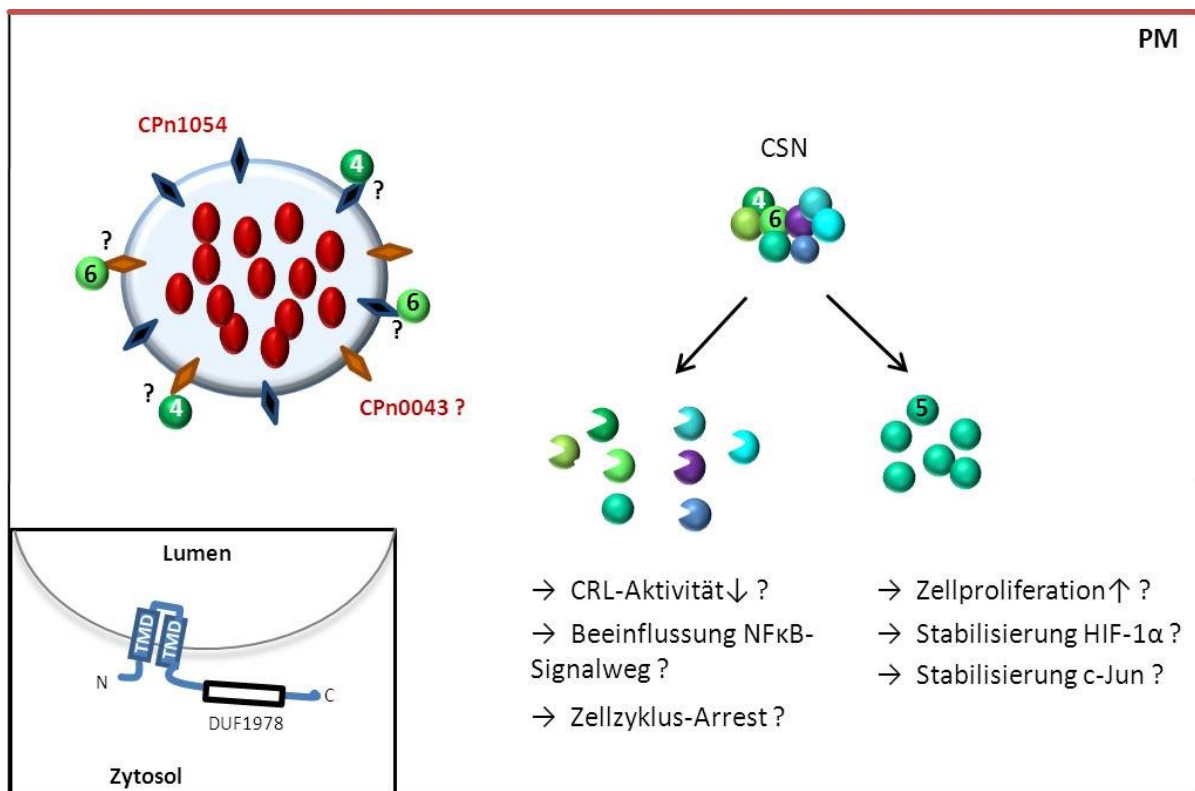 PM
CPn1054
4
?
?
6
6
?
?
4
CPn0043 ?
CSN
4
6
5
→ CRL-Aktivität↓ ?
→ Beeinflussung NFκB-
Signalweg ?
→ Zellzyklus-Arrest ?
→ Zellproliferation↑ ?
→ Stabilisierung HIF-1α ?
→ Stabilisierung c-Jun ?
Lumen
TMD
TMD
N
C
DUF1978
Zytosol